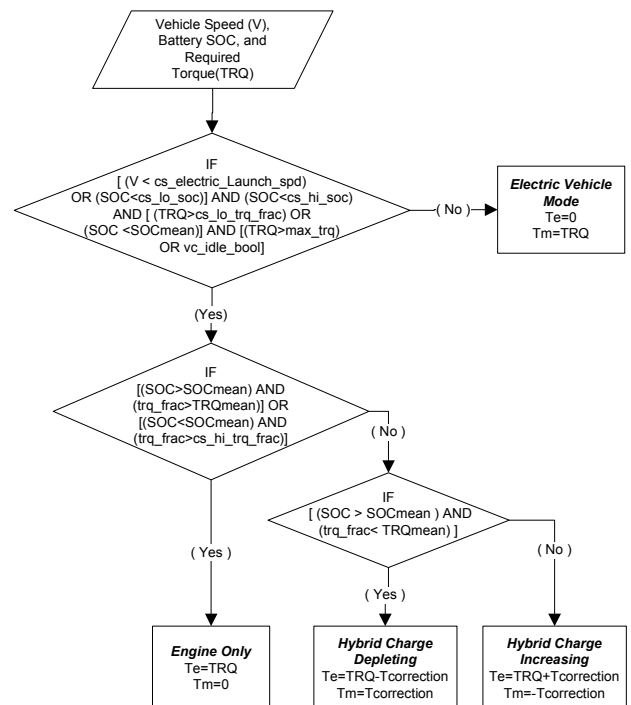 Vehicle Speed (V),
Battery SOC, and
Required
Torque(TRQ)
IF
[ (V < cs_electric_Launch_spd)
OR (SOC<cs_lo_soc)] AND (SOC<cs_hi_soc)
AND [ (TRQ>cs_lo_trq_frac) OR
(SOC <SOCmean)] AND [(TRQ>max_trq)
OR vc_idle_bool]
( No )
Electric Vehicle
Mode
Te=0
Tm=TRQ
(Yes)
IF
[(SOC>SOCmean) AND
(trq_frac>TRQmean)] OR
[(SOC<SOCmean) AND
(trq_frac>cs_hi_trq_frac)]
( No )
IF
[ (SOC > SOCmean ) AND
(trq_frac< TRQmean) ]
( Yes )
( No )
( Yes )
Engine Only
Te=TRQ
Tm=0
Hybrid Charge
Depleting
Te=TRQ-Tcorrection
Tm=Tcorrection
Hybrid Charge
Increasing
Te=TRQ+Tcorrection
Tm=-Tcorrection